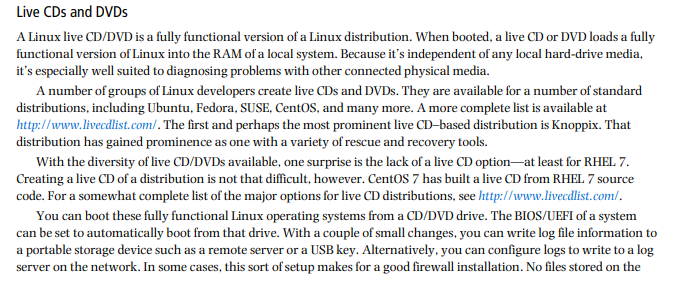 Live CDs and DVDs
A Linux live CD/DVD is a fully functional version of a Linux distribution. When booted, a live CD or DVD loads a fully
functional version of Linux into the RAM of a local system. Because it's independent of any local hard-drive media,
it's especially well suited to diagnosing problems with other connected physical media.
A number of groups of Linux developers create live CDs and DVDs. They are available for a number of standard
distributions, including Ubuntu, Fedora, SUSE, CentOS, and many more. A more complete list is available at
http://www.livecdlist.com/. The first and perhaps the most prominent live CD–based distribution is Knoppix. That
distribution has gained prominence as one with a variety of rescue and recovery tools.
With the diversity of live CD/DVDs available, one surprise is the lack of a live CD option—at least for RHEL 7.
Creating a live CD of a distribution is not that difficult, however. CentOS 7 has built a live CD from RHEL 7 source
code. For a somewhat complete list of the major options for live CD distributions, see http://www.livecdlist.com/.
You can boot these fully functional Linux operating systems from a CD/DVD drive. The BIOS/UEFI of a system
can be set to automatically boot from that drive. With a couple of small changes, you can write log file information to
a portable storage device such as a remote drive or a USB key. Alternatively, you can configure logs to write to a log
server on the network. In some cases, this sort of setup makes for a good firewall installation. No files stored on the